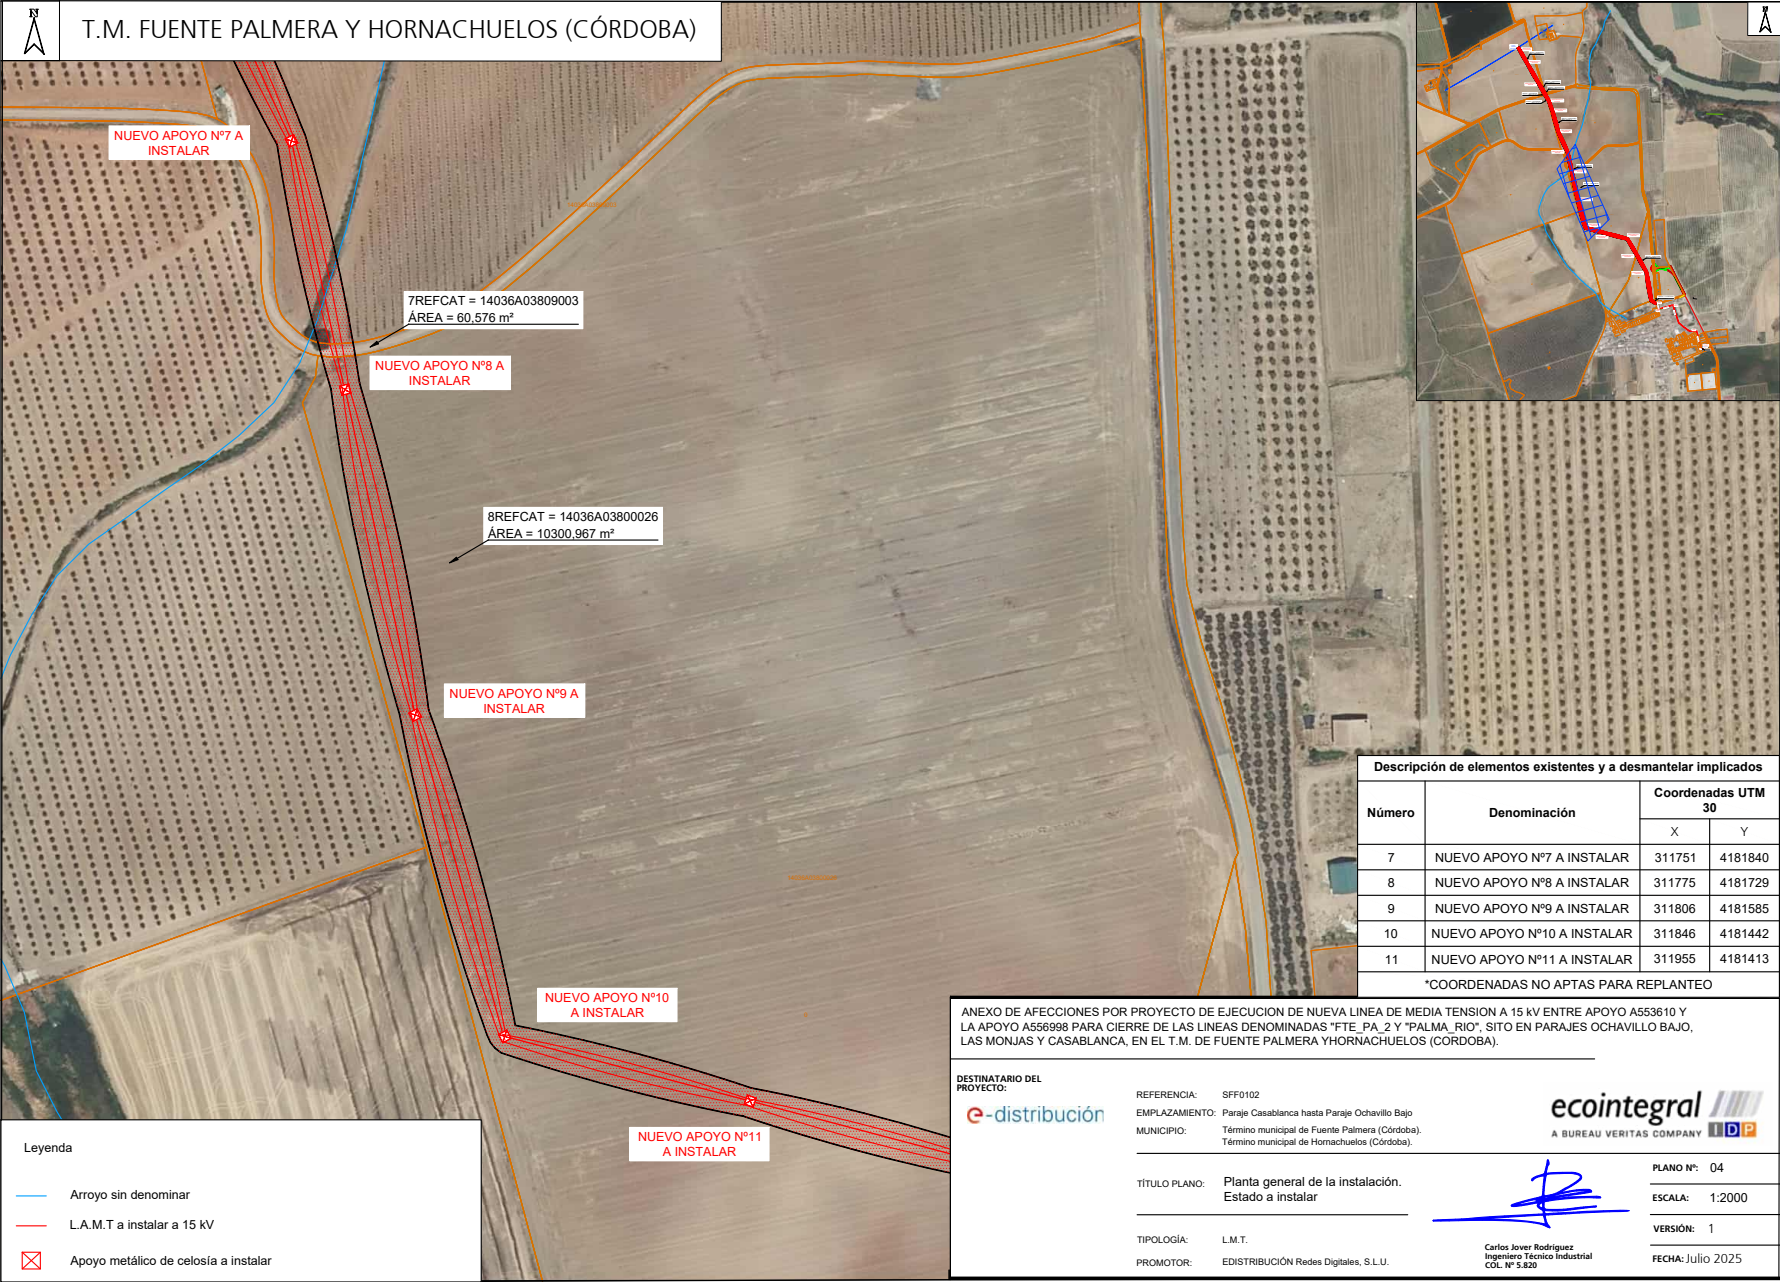 N
T.M. FUENTE PALMERA Y HORNACHUELOS (CÓRDOBA)
N
NUEVO APOYO Nº7 A
INSTALAR
7REFCAT = 14036A03809003
ÁREA = 60,576 m²
NUEVO APOYO Nº8 A
INSTALAR
8REFCAT = 14036A03800026
ÁREA = 10300,967 m²
NUEVO APOYO Nº9 A
INSTALAR
NUEVO APOYO Nº10
A INSTALAR
NUEVO APOYO Nº11
A INSTALAR
Descripción de elementos existentes y a desmantelar implicados
Número Denominación Coordenadas UTM
30
X Y
7 NUEVO APOYO Nº7 A INSTALAR 311751 4181840
8 NUEVO APOYO Nº8 A INSTALAR 311775 4181729
9 NUEVO APOYO Nº9 A INSTALAR 311806 4181585
10 NUEVO APOYO Nº10 A INSTALAR 311846 4181442
11 NUEVO APOYO Nº11 A INSTALAR 311955 4181413
*COORDENADAS NO APTAS PARA REPLANTEO
ANEXO DE AFECCIONES POR PROYECTO DE EJECUCION DE NUEVA LINEA DE MEDIA TENSION A 15 kV ENTRE APOYO A553610 Y
LA APOYO A556998 PARA CIERRE DE LAS LINEAS DENOMINADAS "FTE_PA_2 Y "PALMA_RIO", SITO EN PARAJES OCHAVILLO BAJO,
LAS MONJAS Y CASABLANCA, EN EL T.M. DE FUENTE PALMERA YHORNACHUELOS (CORDOBA).
DESTINATARIO DEL
PROYECTO:
e-distribución
REFERENCIA: SFF0102
EMPLAZAMIENTO: Paraje Casablanca hasta Paraje Ochavillo Bajo
MUNICIPIO: Término municipal de Fuente Palmera (Córdoba).
Término municipal de Hornachuelos (Córdoba).
TÍTULO PLANO: Planta general de la instalación.
Estado a instalar
TIPOLOGÍA: L.M.T.
PROMOTOR: EDISTRIBUCIÓN Redes Digitales, S.L.U.
ecointegral
A BUREAU VERITAS COMPANY IDP
Carlos Jover Rodríguez
Ingeniero Técnico Industrial
COL. Nº 5.820
PLANO Nº: 04
ESCALA: 1:2000
VERSIÓN: 1
FECHA: Julio 2025
Leyenda
Arroyo sin denominar
L.A.M.T a instalar a 15 kV
Apoyo metálico de celosía a instalar